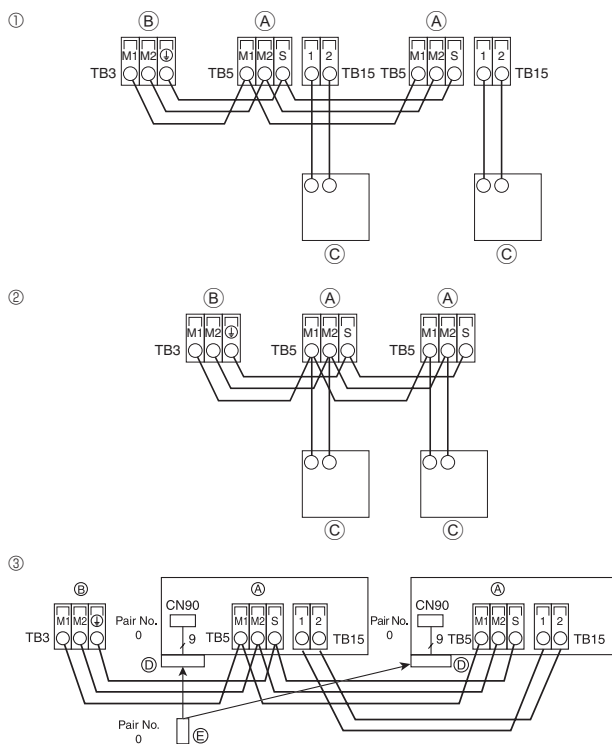 ①
Ⓑ Ⓐ Ⓐ
M1 M2 ⏚ M1 M2 S 1 2 M1 M2 S 1 2
TB3 TB5 TB15 TB5 TB15
Ⓒ Ⓒ
②
Ⓑ Ⓐ Ⓐ
M1 M2 ⏚ M1 M2 S M1 M2 S
TB3 TB5 TB5
Ⓒ Ⓒ
③
Ⓑ Ⓐ Ⓐ
CN90 CN90
M1 M2 ⏚ Pair No. M1 M2 S 1 2 Pair No. M1 M2 S 1 2
0 0
TB3 9 TB5 TB15 9 TB5 TB15
Ⓓ Ⓓ
Pair No.
0 Ⓔ